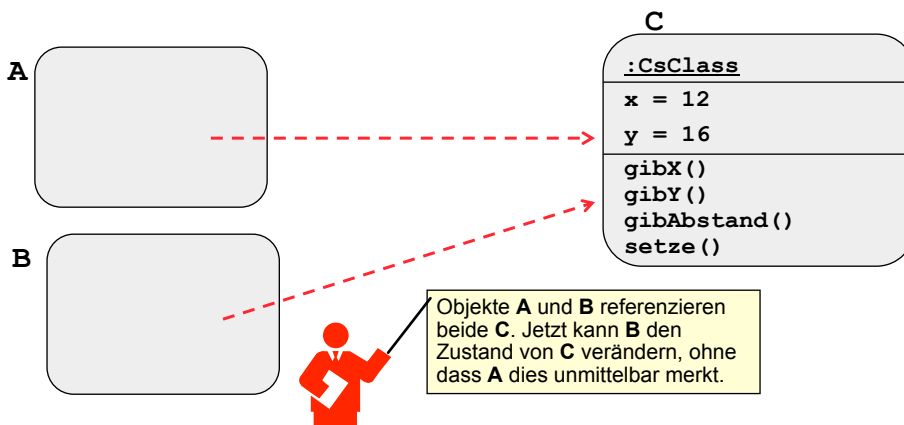 A
B
C
:CsClass
x = 12
y = 16
gibX()
gibY()
gibAbstand()
setze()
Objekte A und B referenzieren
beide C. Jetzt kann B den
Zustand von C verändern, ohne
dass A dies unmittelbar merkt.